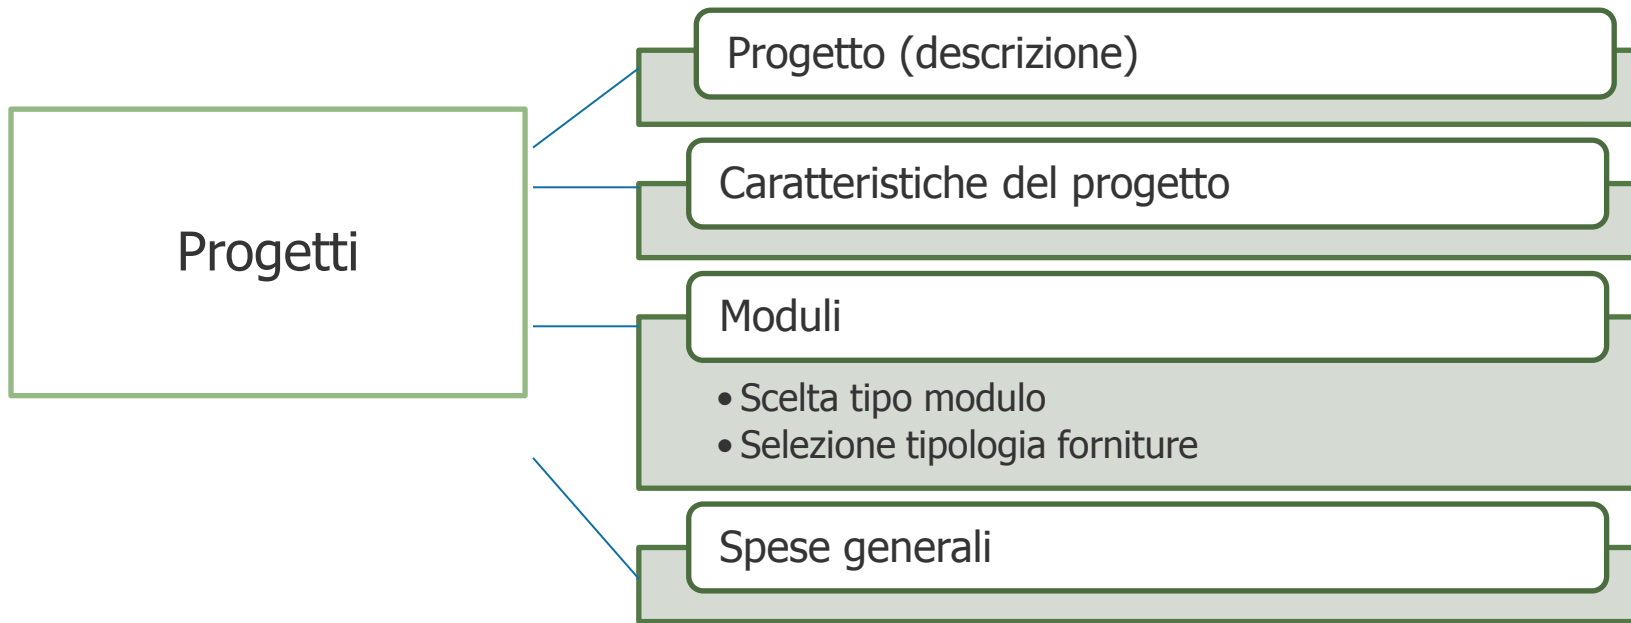 Progetti
Progetto (descrizione)
Caratteristiche del progetto
Moduli
• Scelta tipo modulo
• Selezione tipologia forniture
Spese generali